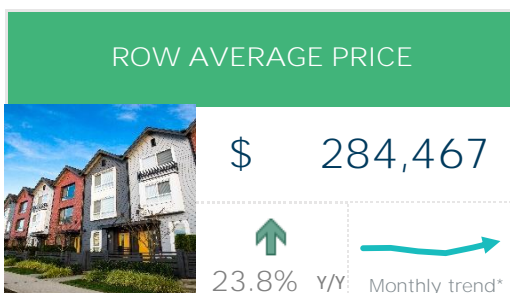 ROW AVERAGE PRICE
$ 284,467
23.8% Y/Y
Monthly trend*